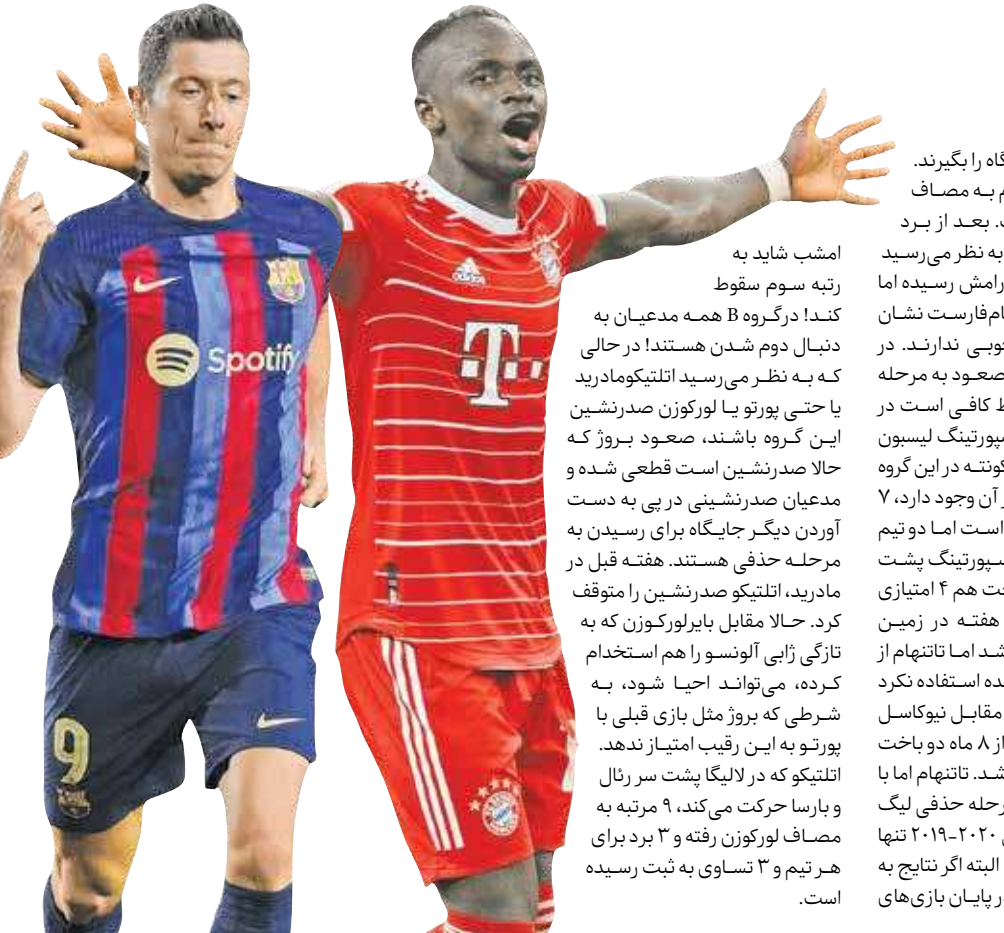 گاه را بگیرند.
به مصاف
بعد از برد
به نظر می‌رسید
رامش رسیده اما
فارست نشان
ندارند. در
صعود به مرحله
کافی است در
سپورتینگ لیسبون
کونته در این گروه
آن وجود دارد، ۷
است اما دو تیم
سپورتینگ پشت
هم ۴ امتیازی
هفته در زمین
شد اما تاتنهام از
استفاده نکرد
مقابل نیوکاسل
از ۸ ماه دو باخت
شد. تاتنهام اما با
مرحله حذفی لیگ
۲۰۱۹-۲۰۲۰ تنها
البته اگر نتایج به
پایان بازی‌های
امشب شاید به
رتبه سوم سقوط
کند! درگروه B همه مدعیان به
دنبال دوم شدن هستند! در حالی
که به نظر می‌رسید اتلتیکومادرید
یا حتی پورتو یا لورکوزن صدرنشین
این گروه باشند، صعود بروژ که
حالا صدرنشین است قطعی شده و
مدعیان صدرنشینی در پی به دست
آوردن دیگر جایگاه برای رسیدن به
مرحله حذفی هستند. هفته قبل در
مادرید، اتلتیکو صدرنشین را متوقف
کرد. حالا مقابل بایرلورکوزن که به
تازگی ژابی آلونسو را هم استخدام
کرده، می‌تواند احیا شود، به
شرطی که بروژ مثل بازی قبلی با
پورتو به این رقیب امتیاز ندهد.
اتلتیکو که در لالیگا پشت سر رئال
و بارسا حرکت می‌کند، ۹ مرتبه به
مصاف لورکوزن رفته و ۳ برد برای
هر تیم و ۳ تساوی به ثبت رسیده
است.
Spotify
T
9